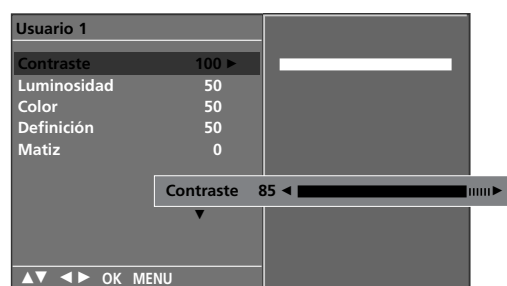 Usuario 1
Contraste 100 ►
Luminosidad 50
Color 50
Definición 50
Matiz 0
Contraste 85 ◄ ►
▼
▲▼ ◄► OK MENU